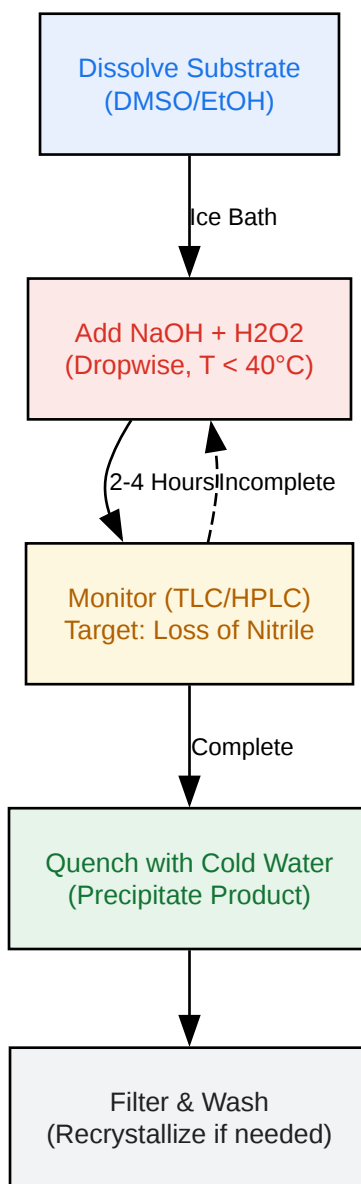 Dissolve Substrate
(DMSO/EtOH)
Ice Bath
Add NaOH + H2O2
(Dropwise, T < 40°C)
2-4 Hours
Incomplete
Monitor (TLC/HPLC)
Target: Loss of Nitrile
Complete
Quench with Cold Water
(Precipitate Product)
Filter & Wash
(Recrystallize if needed)